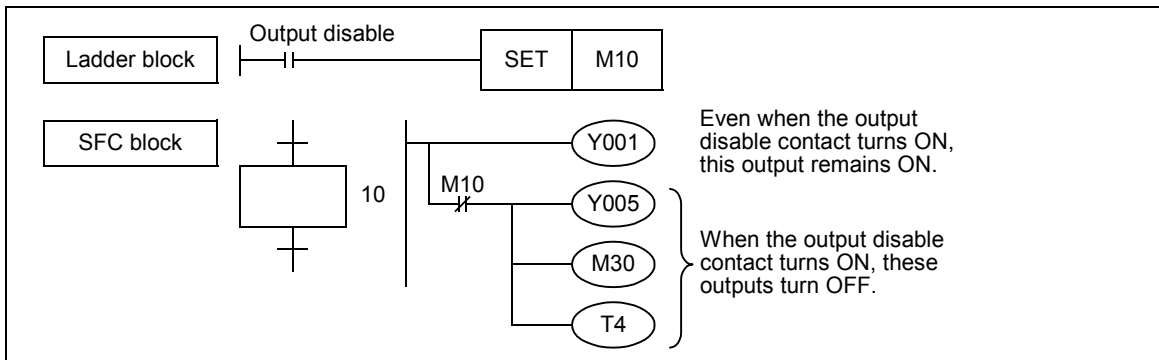 Output disable
Ladder block
SET M10
SFC block
10
M10
Y001
Even when the output
disable contact turns ON,
this output remains ON.
Y005
M30
T4
When the output disable
contact turns ON, these
outputs turn OFF.